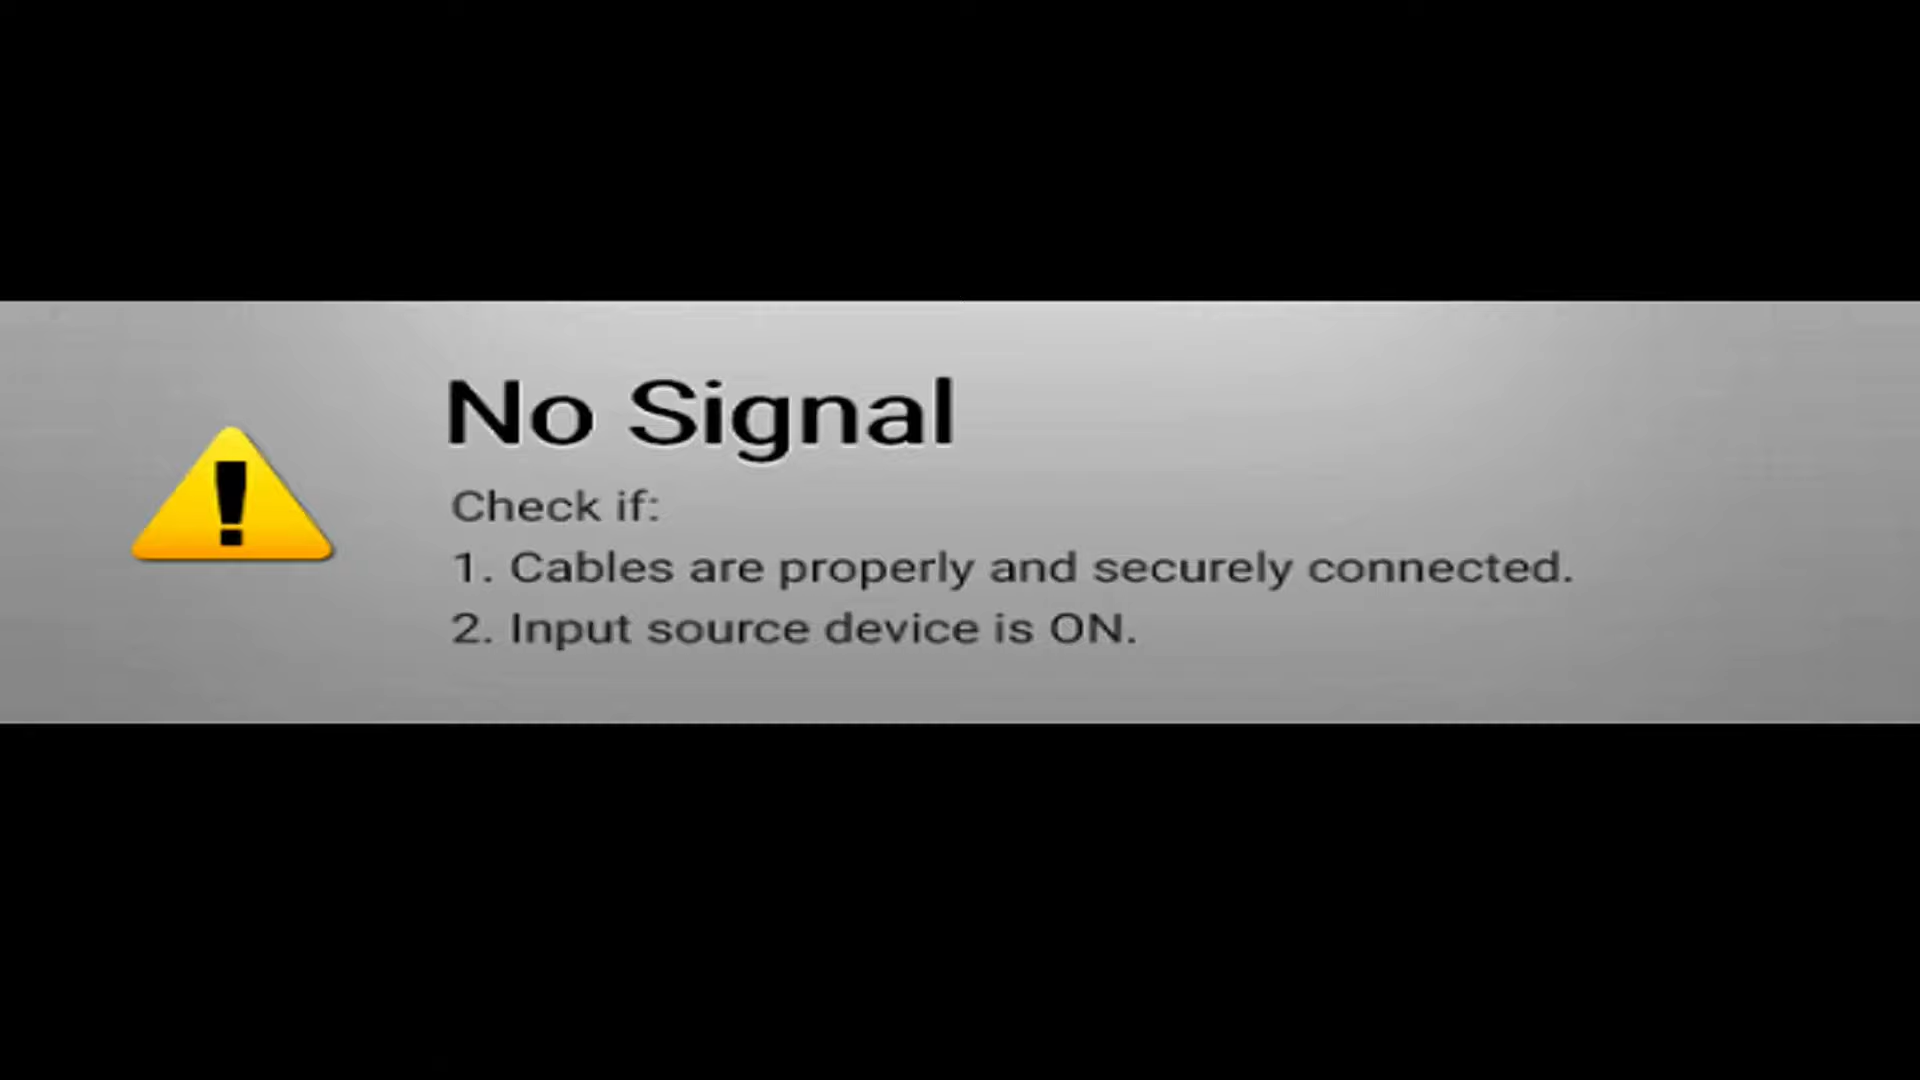 No Signal
Check if:
1. Cables are properly and securely connected.
2. Input source device is ON.